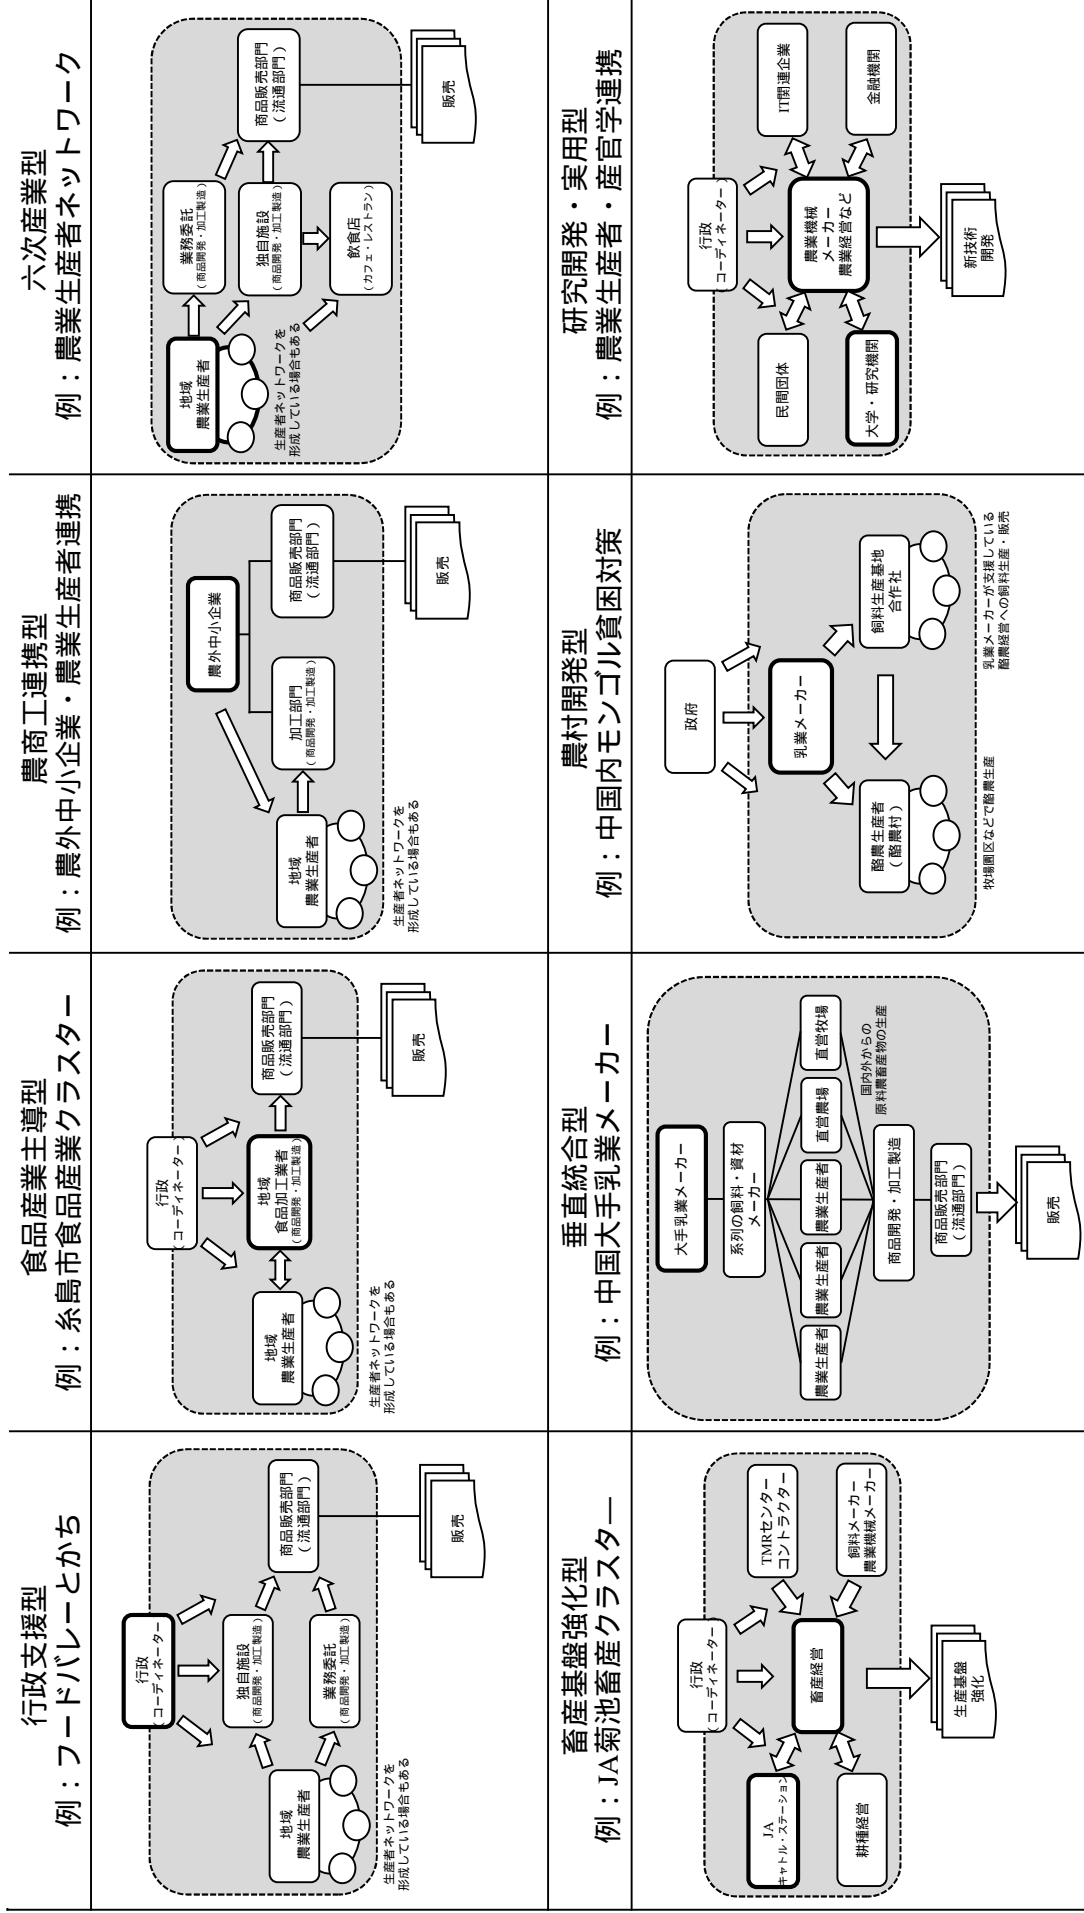 行政支援型
例：フードバレーとかち
行政
（コーディネーター）
独自施設
（商品開発・加工製造）
業務委託
（商品開発・加工製造）
商品販売部門
（流通部門）
地域
農業生産者
生産者ネットワークを
形成している場合もある
販売
食品産業主導型
例：糸島市食品産業クラスター
行政
（コーディネーター）
地域
食品加工業者
（商品開発・加工製造）
商品販売部門
（流通部門）
地域
農業生産者
生産者ネットワークを
形成している場合もある
販売
農商工連携型
例：農外中小企業・農業生産者連携
農外中小企業
加工部門
（商品開発・加工製造）
商品販売部門
（流通部門）
地域
農業生産者
生産者ネットワークを
形成している場合もある
販売
六次産業型
例：農業生産者ネットワーク
地域
農業生産者
業務委託
（商品開発・加工製造）
独自施設
（商品開発・加工製造）
飲食店
（カフェ・レストラン）
商品販売部門
（流通部門）
生産者ネットワークを
形成している場合もある
販売
畜産基盤強化型
例：JA菊池畜産クラスター
行政
（コーディネーター）
JA
キャトル・ステーション
TMRセンター
コントラクター
畜産経営
耕種経営
飼料メーカー
農業機械メーカー
生産基盤
強化
垂直統合型
例：中国大手乳業メーカー
大手乳業メーカー
系列の飼料・資材
メーカー
農業生産者
農業生産者
農業生産者
直営農場
直営牧場
国内外からの
原料農畜産物の生産
商品開発・加工製造
商品販売部門
（流通部門）
販売
農村開発型
例：中国内モンゴル貧困対策
政府
乳業メーカー
酪農生産者
（酪農村）
飼料生産基地
合作社
牧場園区などで酪農生産
乳業メーカーが支援している
酪農経営への飼料生産・販売
研究開発・実用型
例：農業生産者・産官学連携
行政
（コーディネーター）
民間団体
IT関連企業
農業機械
メーカー
農業経営など
大学・研究機関
金融機関
新技術
開発